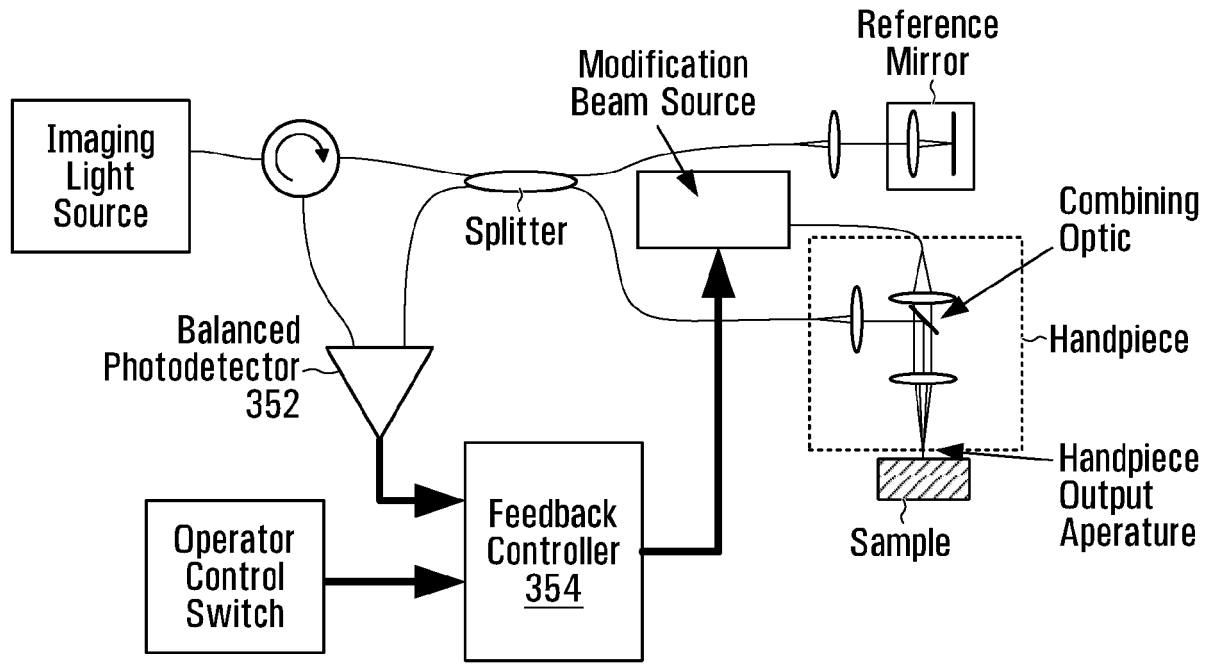 Reference
Mirror
Modification
Beam Source
Imaging
Light
Source
Splitter
Combining
Optic
Handpiece
Balanced
Photodetector
352
Handpiece
Output
Aperature
Sample
Feedback
Controller
354
Operator
Control
Switch